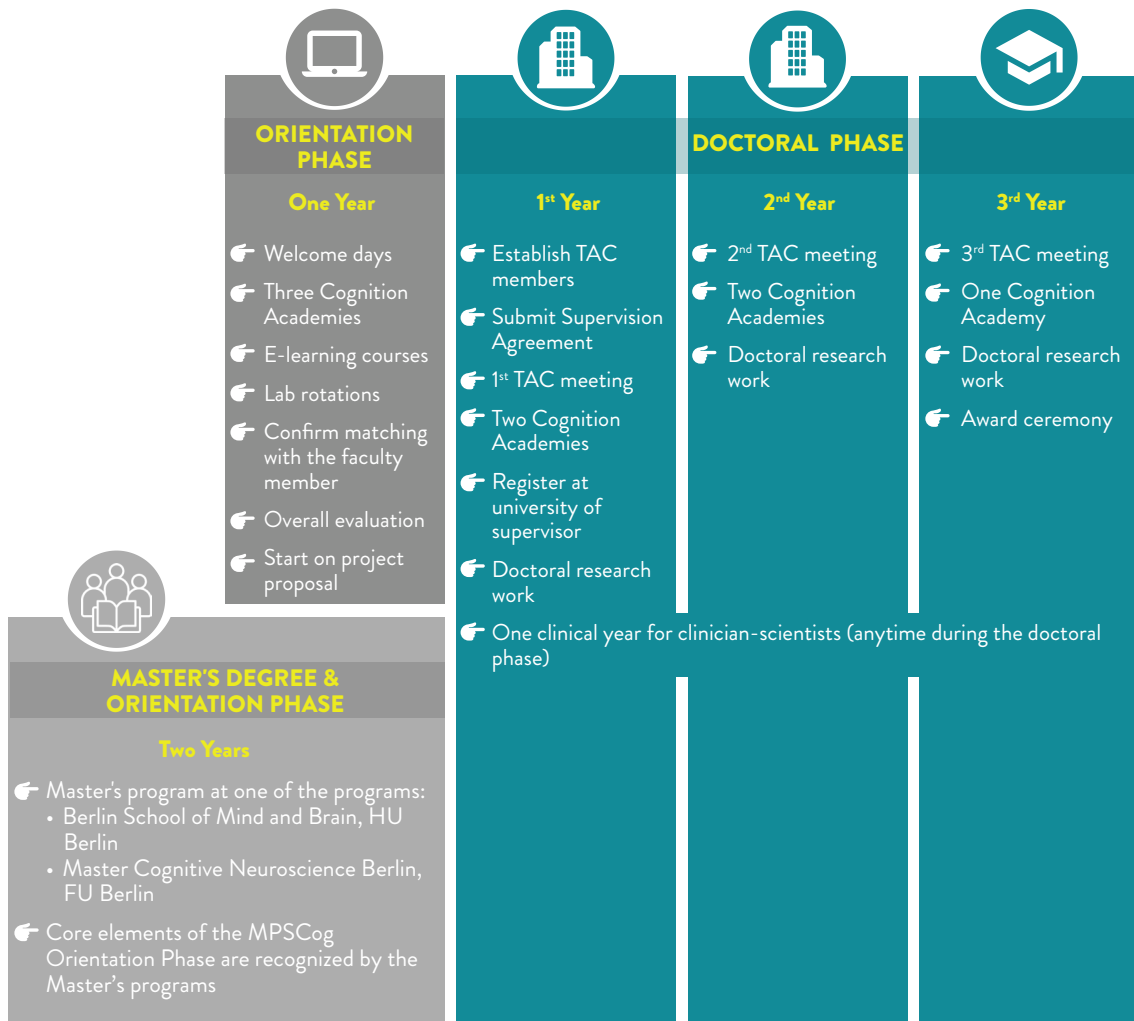 ORIENTATION
PHASE
One Year
Welcome days
Three Cognition
Academies
E-learning courses
Lab rotations
Confirm matching
with the faculty
member
Overall evaluation
Start on project
proposal
MASTER'S DEGREE &
ORIENTATION PHASE
Two Years
Master's program at one of the programs:
• Berlin School of Mind and Brain, HU
Berlin
• Master Cognitive Neuroscience Berlin,
FU Berlin
Core elements of the MPSCog
Orientation Phase are recognized by the
Master's programs
DOCTORAL PHASE
1st Year
Establish TAC
members
Submit Supervision
Agreement
1st TAC meeting
Two Cognition
Academies
Register at
university of
supervisor
Doctoral research
work
2nd Year
2nd TAC meeting
Two Cognition
Academies
Doctoral research
work
3rd Year
3rd TAC meeting
One Cognition
Academy
Doctoral research
work
Award ceremony
One clinical year for clinician-scientists (anytime during the doctoral
phase)